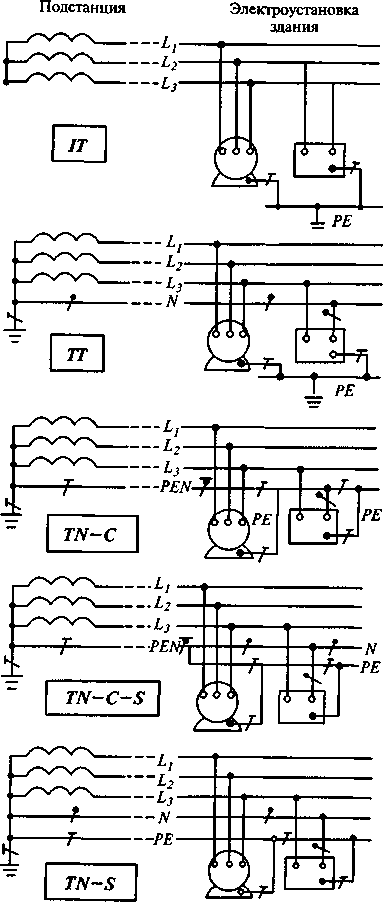 Подстанция
Электроустановка
здания
L1
L2
L3
IT
PE
L1
L2
L3
N
TT
PE
L1
L2
L3
PEN
PE
PE
TN-C
L1
L2
L3
PEN
N
PE
TN-C-S
L1
L2
L3
N
PE
TN-S